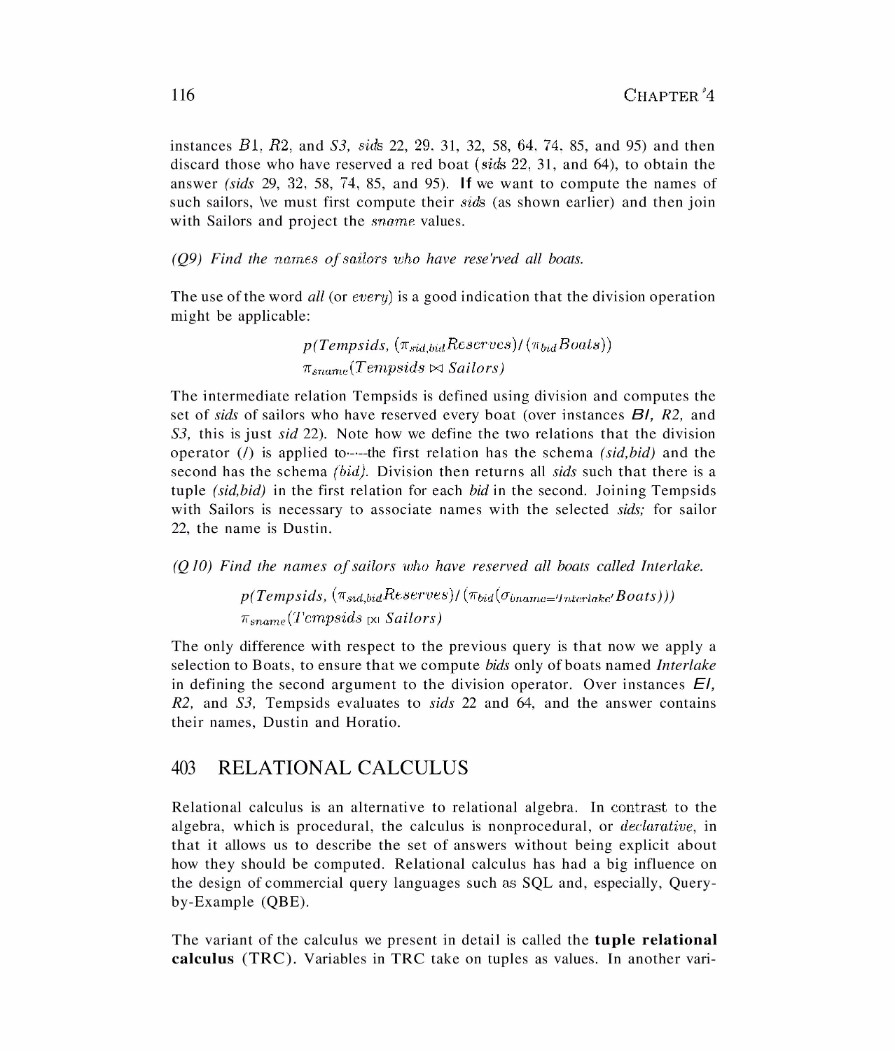 116 CHAPTER 4
instances B1, R2, and S3, sids 22, 29. 31, 32, 58, 64. 74. 85, and 95) and then
discard those who have reserved a red boat (sids 22, 31, and 64), to obtain the
answer (sids 29, 32, 58, 74, 85, and 95). If we want to compute the names of
such sailors, \ve must first compute their sids (as shown earlier) and then join
with Sailors and project the sname values.
(Q9) Find the names of sailors who have rese'rved all boats.
The use of the word all (or every) is a good indication that the division operation
might be applicable:
p(Tempsids, (π_{sid,bid}Reserves)/(π_{bid}Boats))
π_{sname}(Tempsids ⋈ Sailors)
The intermediate relation Tempsids is defined using division and computes the
set of sids of sailors who have reserved every boat (over instances BI, R2, and
S3, this is just sid 22). Note how we define the two relations that the division
operator (/) is applied to-·--the first relation has the schema (sid,bid) and the
second has the schema (bid). Division then returns all sids such that there is a
tuple (sid,bid) in the first relation for each bid in the second. Joining Tempsids
with Sailors is necessary to associate names with the selected sids; for sailor
22, the name is Dustin.
(Q10) Find the names of sailors who have reserved all boats called Interlake.
p(Tempsids, (π_{sid,bid}Reserves)/(π_{bid}(σ_{bname='Interlake'}Boats)))
π_{sname}(Tempsids ⋈ Sailors)
The only difference with respect to the previous query is that now we apply a
selection to Boats, to ensure that we compute bids only of boats named Interlake
in defining the second argument to the division operator. Over instances EI,
R2, and S3, Tempsids evaluates to sids 22 and 64, and the answer contains
their names, Dustin and Horatio.
403 RELATIONAL CALCULUS
Relational calculus is an alternative to relational algebra. In contrast to the
algebra, which is procedural, the calculus is nonprocedural, or declarative, in
that it allows us to describe the set of answers without being explicit about
how they should be computed. Relational calculus has had a big influence on
the design of commercial query languages such as SQL and, especially, Query-
by-Example (QBE).
The variant of the calculus we present in detail is called the tuple relational
calculus (TRC). Variables in TRC take on tuples as values. In another vari-